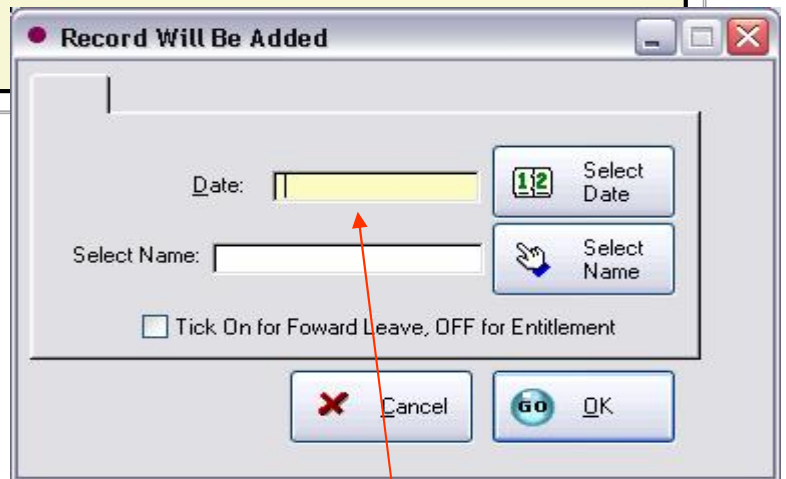 Record Will Be Added
Date:
12
Select
Date
Select Name:
Select
Name
Tick On for Foward Leave, OFF for Entitlement
Cancel
GO
OK